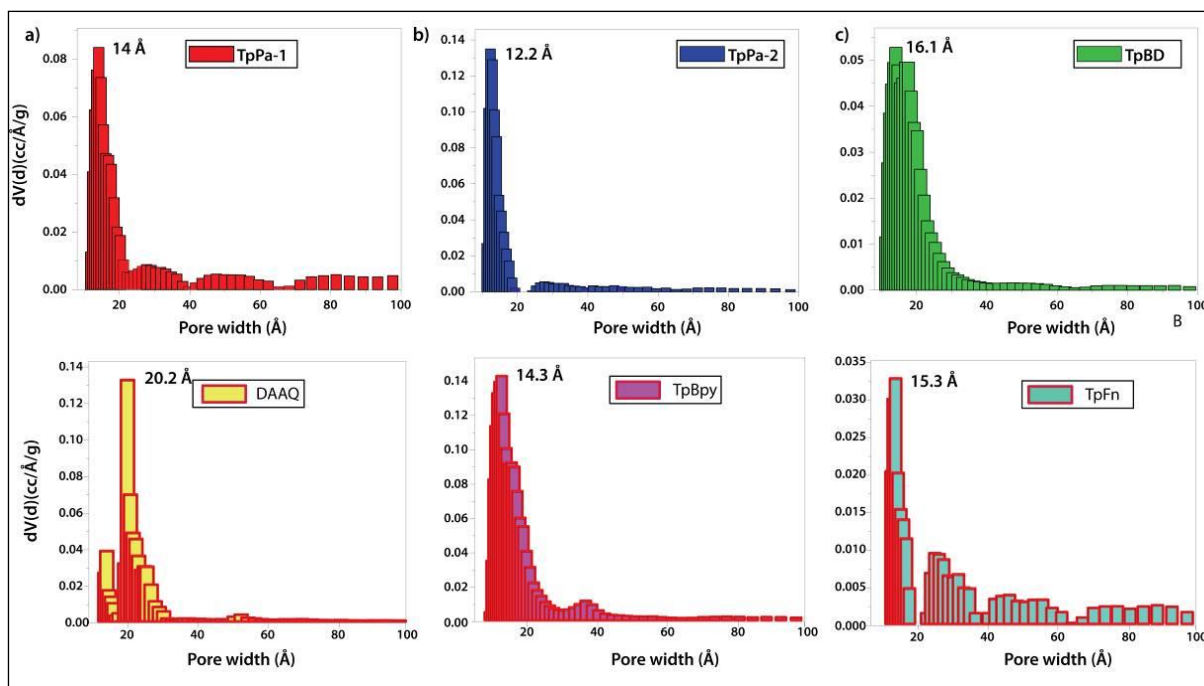 a)
14 Å
TpPa-1
0.08
0.06
0.04
0.02
0.00
dV(d)(cc/Å/g)
20 40 60 80 100
Pore width (Å)
b)
12.2 Å
TpPa-2
0.14
0.12
0.10
0.08
0.06
0.04
0.02
0.00
20 40 60 80 100
Pore width (Å)
c)
16.1 Å
TpBD
0.05
0.05
0.04
0.03
0.02
0.01
0.00
20 40 60 80 100
Pore width (Å)
B
20.2 Å
DAAQ
0.14
0.12
0.10
0.08
0.06
0.04
0.02
0.00
dV(d)(cc/Å/g)
20 40 60 80 100
Pore width (Å)
14.3 Å
TpBpy
0.14
0.12
0.10
0.08
0.06
0.04
0.02
0.00
20 40 60 80 100
Pore width (Å)
15.3 Å
TpFn
0.035
0.030
0.025
0.020
0.015
0.010
0.005
0.000
20 40 60 80 100
Pore width (Å)